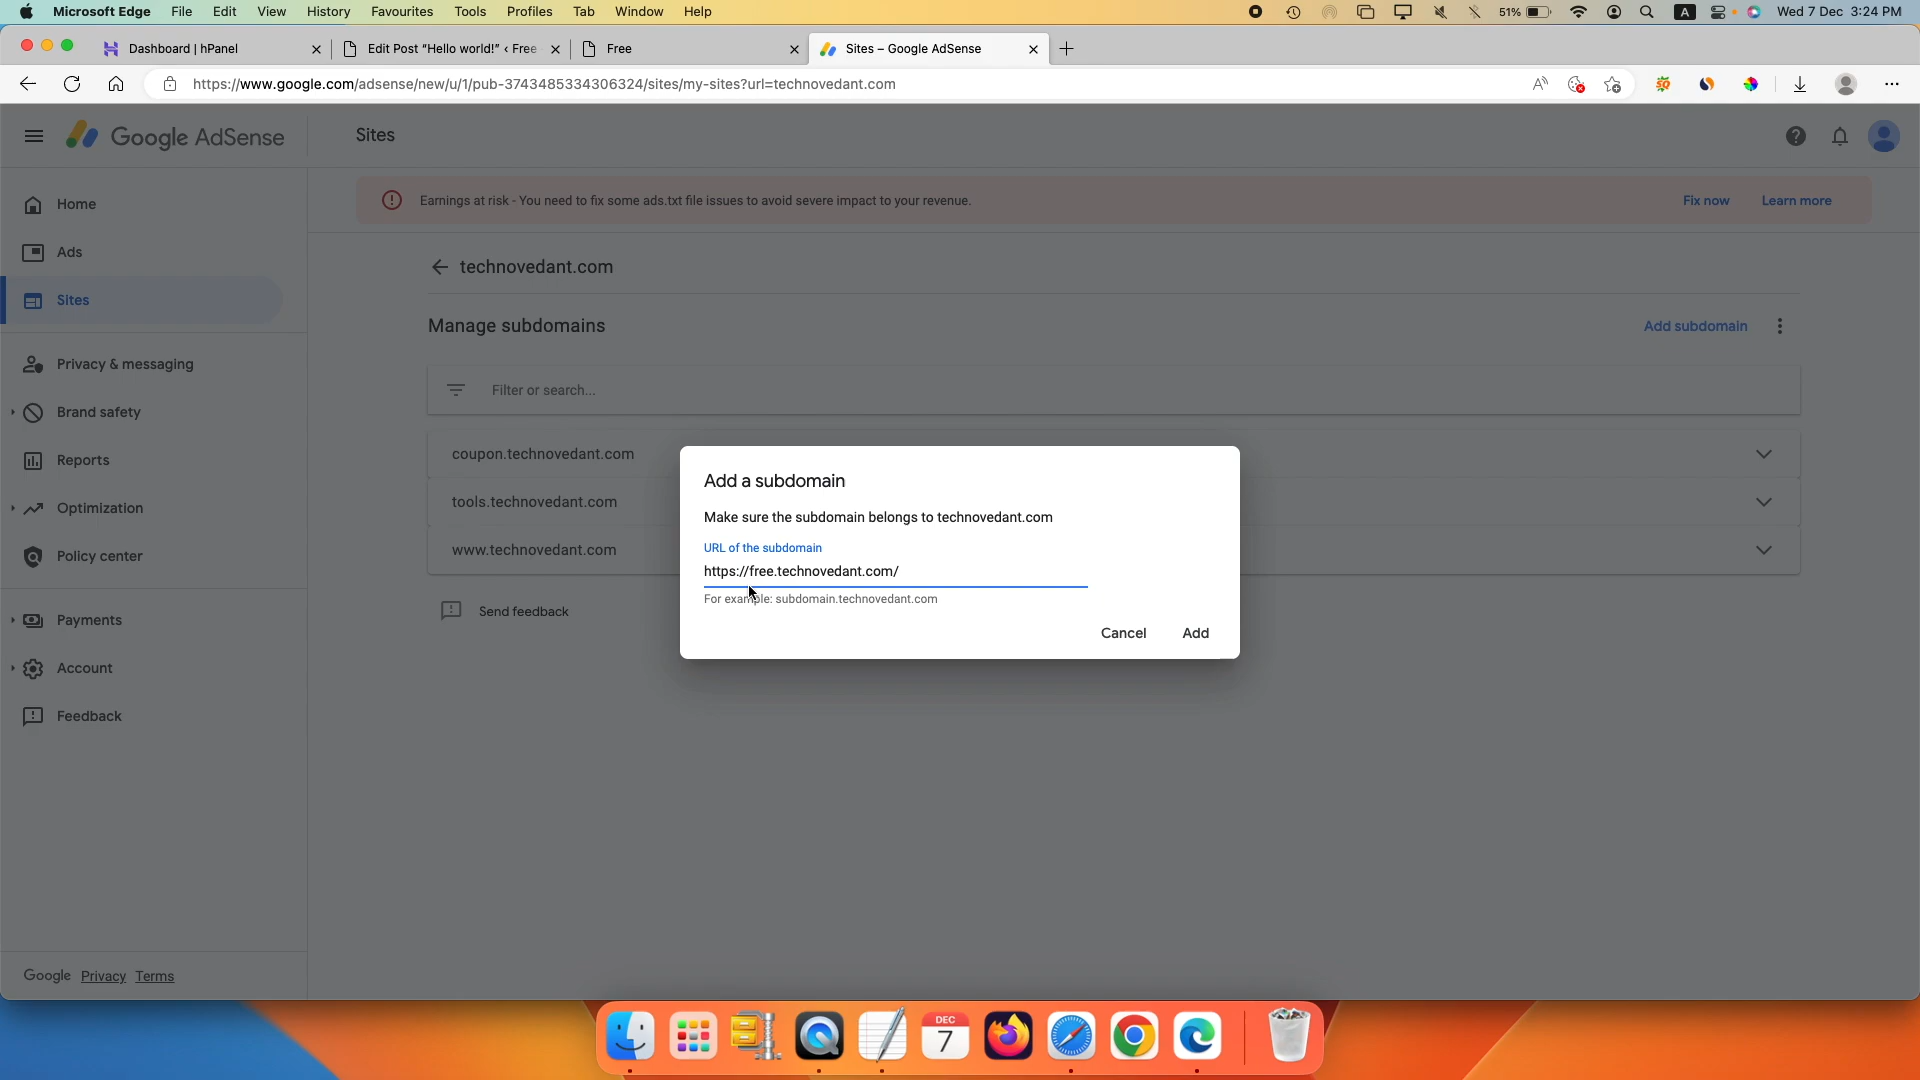 Microsoft Edge File Edit View History Favourites Tools Profiles Tab Window Help
51% A Wed 7 Dec 3:24 PM
Dashboard | hPanel
Edit Post “Hello world!” ‹ Free
Free
Sites – Google AdSense
https://www.google.com/adsense/new/u/1/pub-3743485334306324/sites/my-sites?url=technovedant.com
Google AdSense
Sites
Home
Ads
Sites
Privacy & messaging
Brand safety
Reports
Optimization
Policy center
Payments
Account
Feedback
Google Privacy Terms
Earnings at risk - You need to fix some ads.txt file issues to avoid severe impact to your revenue.
Fix now Learn more
technovedant.com
Manage subdomains
Add subdomain
Filter or search...
coupon.technovedant.com
tools.technovedant.com
www.technovedant.com
Send feedback
Add a subdomain
Make sure the subdomain belongs to technovedant.com
URL of the subdomain
https://free.technovedant.com/
For example: subdomain.technovedant.com
Cancel Add
DEC
7